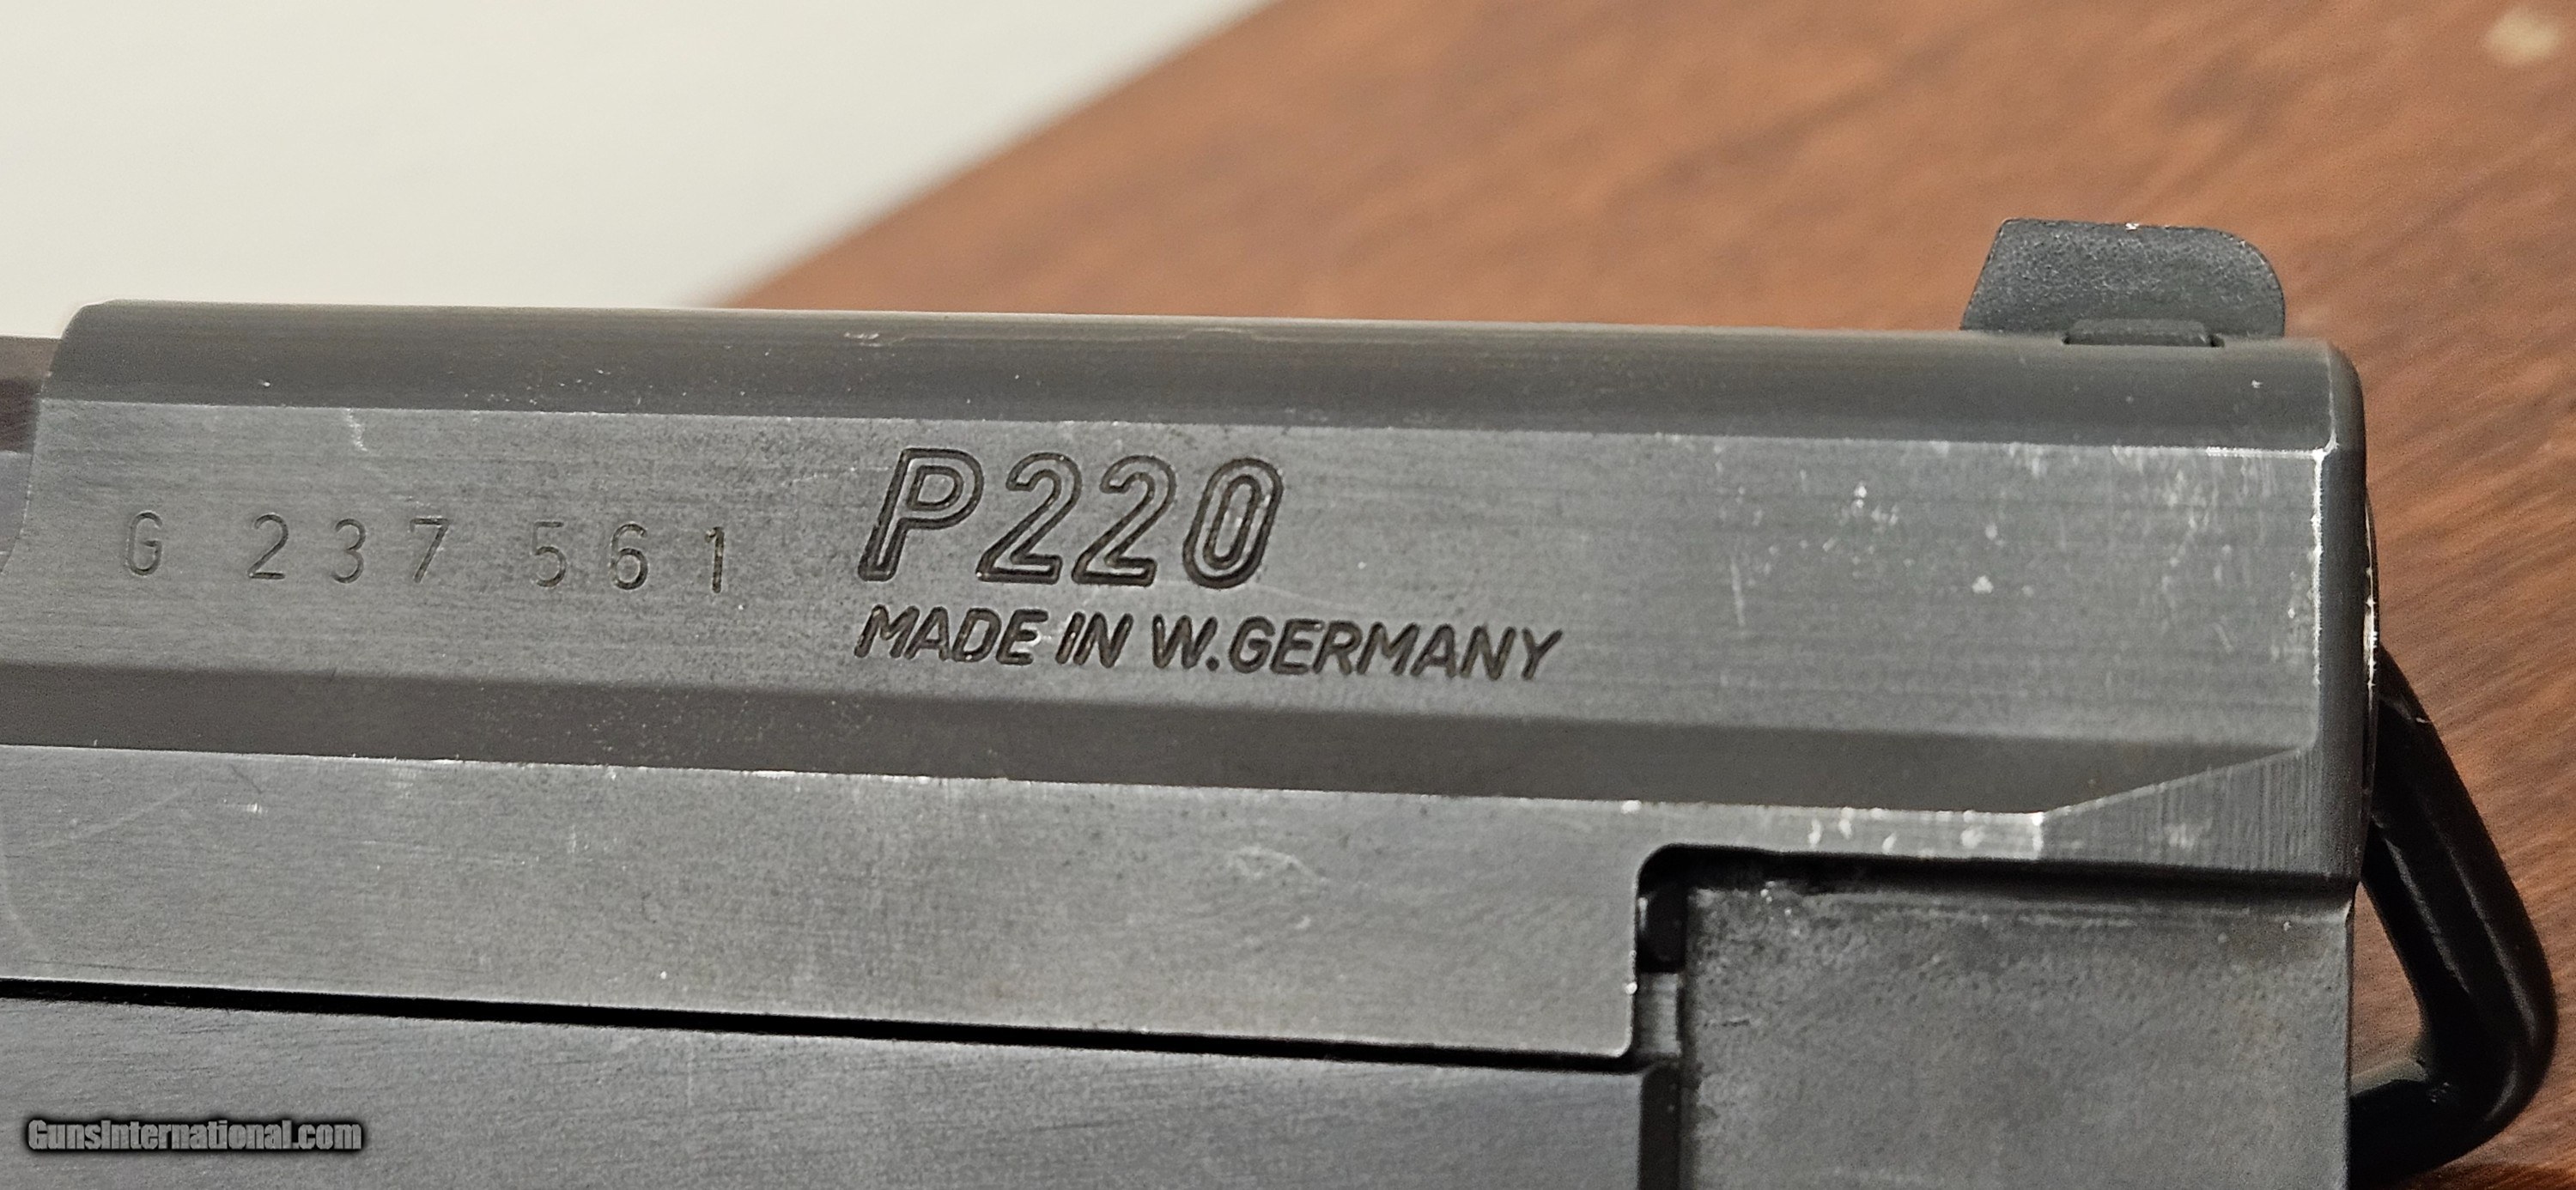 G 237 561
P220
MADE IN W.GERMANY
GunsInternational.com